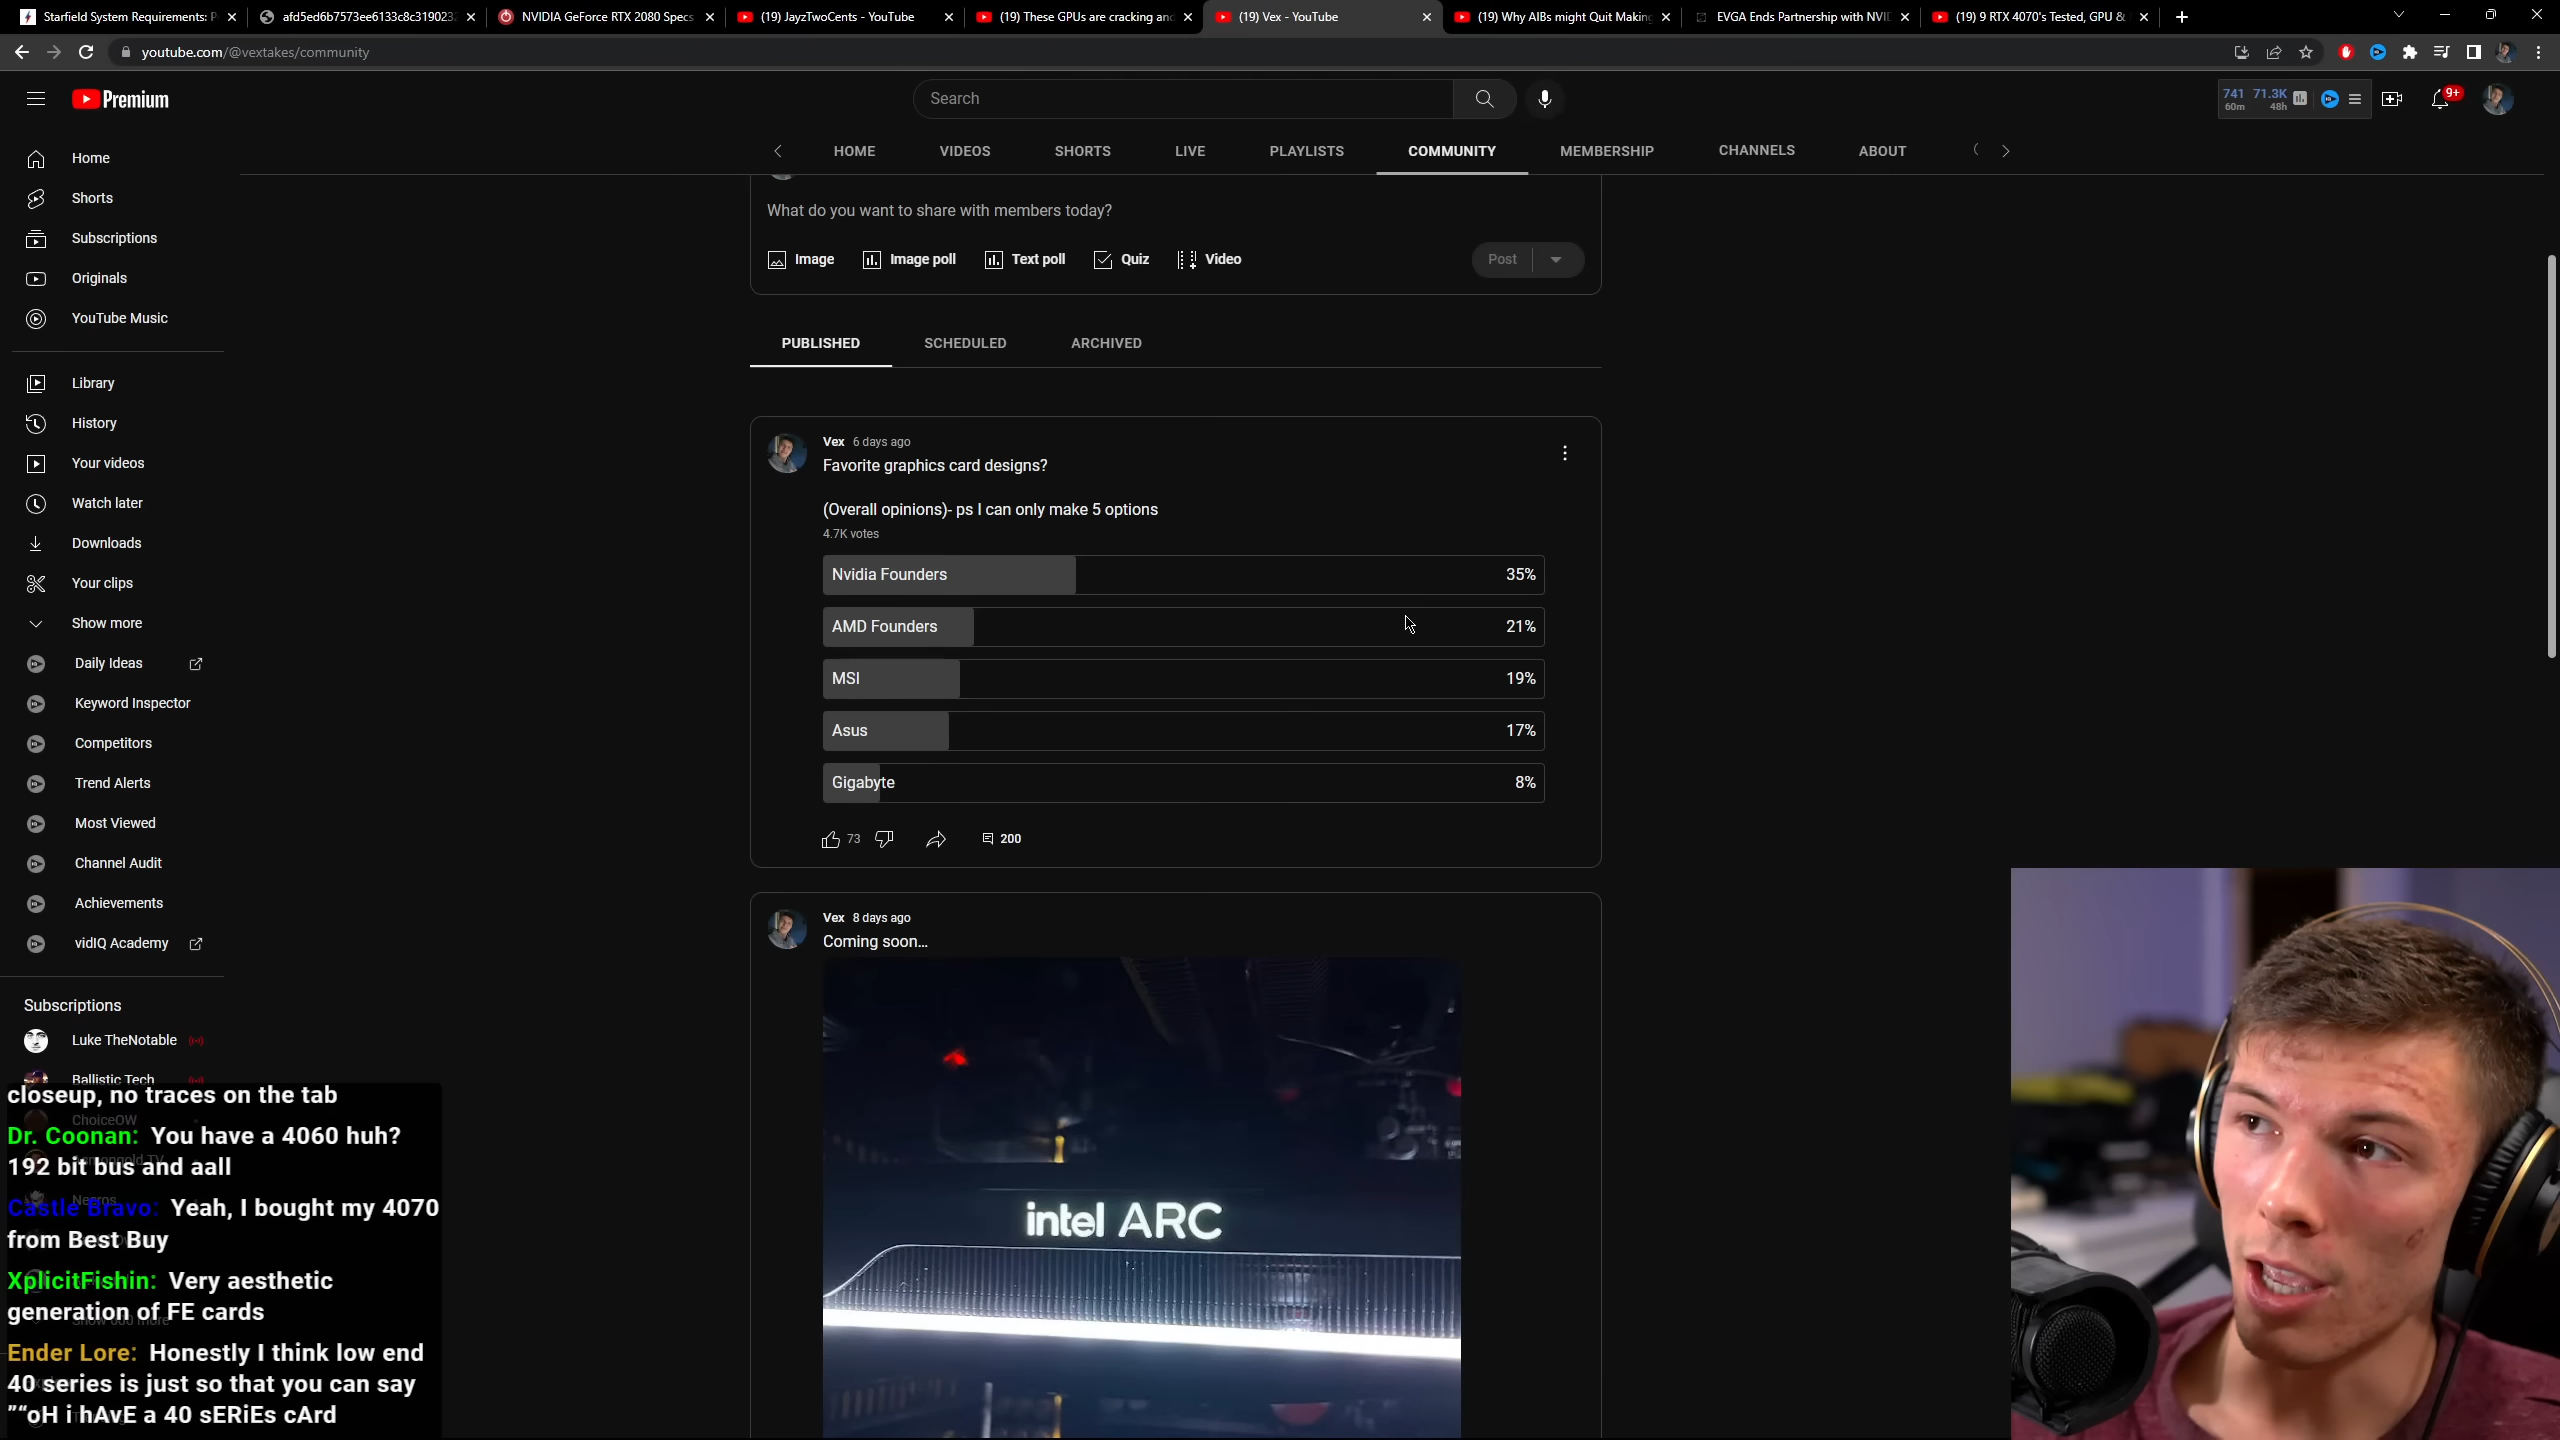 Starfield System Requirements: P
afd5ed6b7573ee6133c8c319023
NVIDIA GeForce RTX 2080 Specs
(19) JayzTwoCents - YouTube
(19) These GPUs are cracking an
(19) Vex - YouTube
(19) Why AIBs might Quit Making
EVGA Ends Partnership with NVI
(19) 9 RTX 4070's Tested, GPU &
youtube.com/@vextakes/community
Premium
Search
741 60m
71.3K 48h
9+
HOME
VIDEOS
SHORTS
LIVE
PLAYLISTS
COMMUNITY
MEMBERSHIP
CHANNELS
ABOUT
Home
Shorts
Subscriptions
Originals
YouTube Music
Library
History
Your videos
Watch later
Downloads
Your clips
Show more
Daily Ideas
Keyword Inspector
Competitors
Trend Alerts
Most Viewed
Channel Audit
Achievements
vidIQ Academy
Subscriptions
Luke TheNotable
Ballistic Tech
ChoiceOW
What do you want to share with members today?
Image
Image poll
Text poll
Quiz
Video
Post
PUBLISHED
SCHEDULED
ARCHIVED
Vex 6 days ago
Favorite graphics card designs?
(Overall opinions)- ps I can only make 5 options
4.7K votes
Nvidia Founders 35%
AMD Founders 21%
MSI 19%
Asus 17%
Gigabyte 8%
73
200
Vex 8 days ago
Coming soon...
intel ARC
closeup, no traces on the tab
Dr. Coonan: You have a 4060 huh?
192 bit bus and aall
Castle Bravo: Yeah, I bought my 4070
from Best Buy
XplicitFishin: Very aesthetic
generation of FE cards
Ender Lore: Honestly I think low end
40 series is just so that you can say
”“oH i hAvE a 40 sERiEs cArd